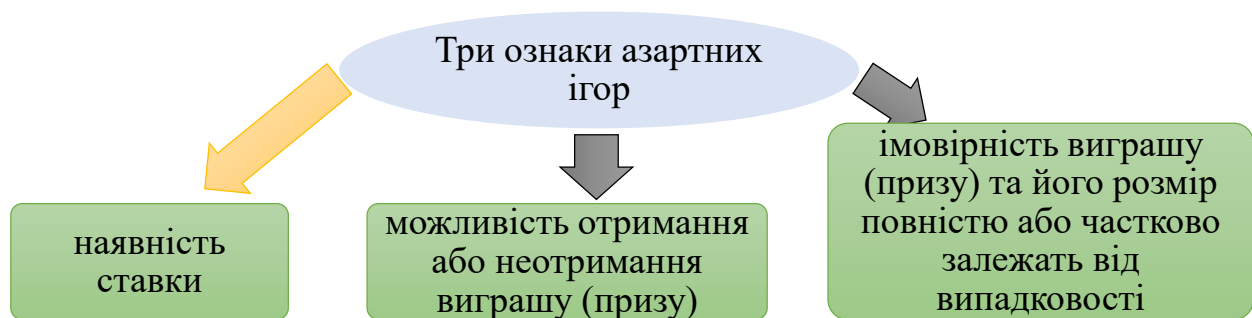 Три ознаки азартних
ігор
наявність
ставки
можливість отримання
або неотримання
виграшу (призу)
імовірність виграшу
(призу) та його розмір
повністю або частково
залежать від
випадковості